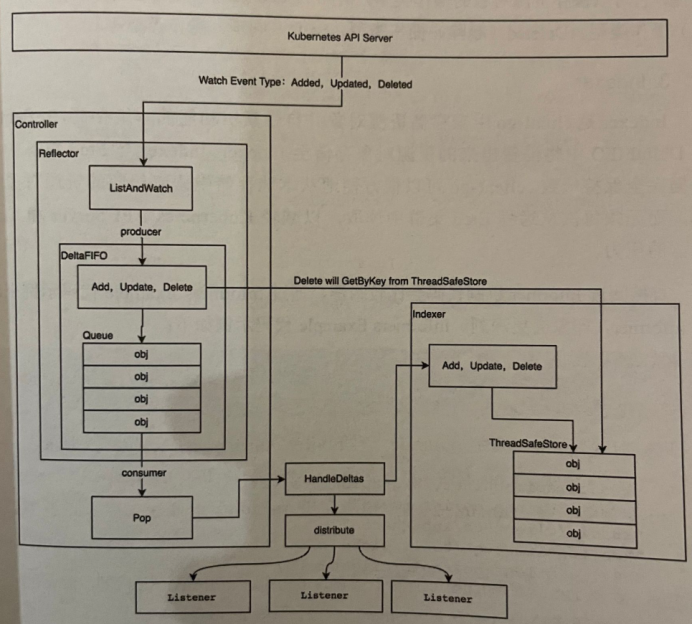 Kubernetes API Server
Watch Event Type: Added, Updated, Deleted
Controller
Reflector
ListAndWatch
producer
DeltaFIFO
Add, Update, Delete
Delete will GetByKey from ThreadSafeStore
Indexer
Queue
obj
obj
obj
obj
Add, Update, Delete
consumer
Pop
HandleDeltas
ThreadSafeStore
obj
obj
obj
obj
distribute
Listener
Listener
Listener